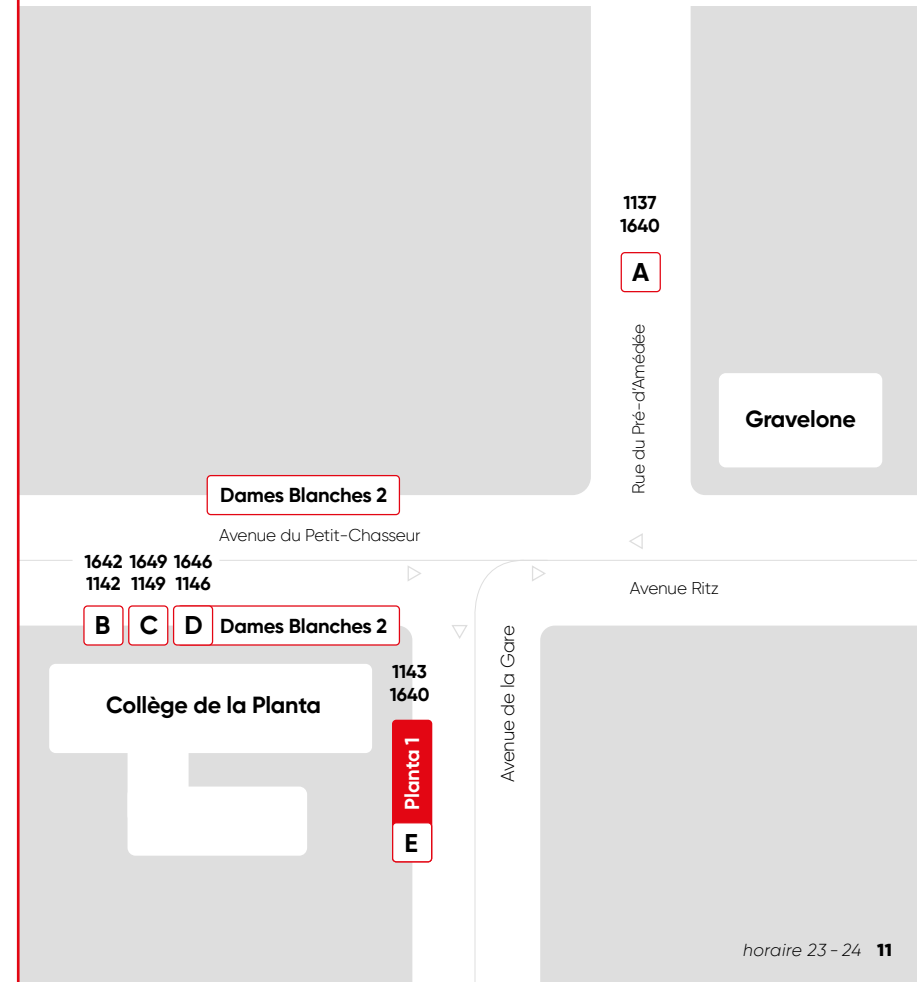 1137
1640
A
Rue du Pré-d'Amédée
Gravelone
Dames Blanches 2
Avenue du Petit-Chasseur
1642 1649 1646
1142 1149 1146
Avenue Ritz
B C D Dames Blanches 2
Avenue de la Gare
1143
1640
Collège de la Planta
Planta 1
E
horaire 23 - 24 11